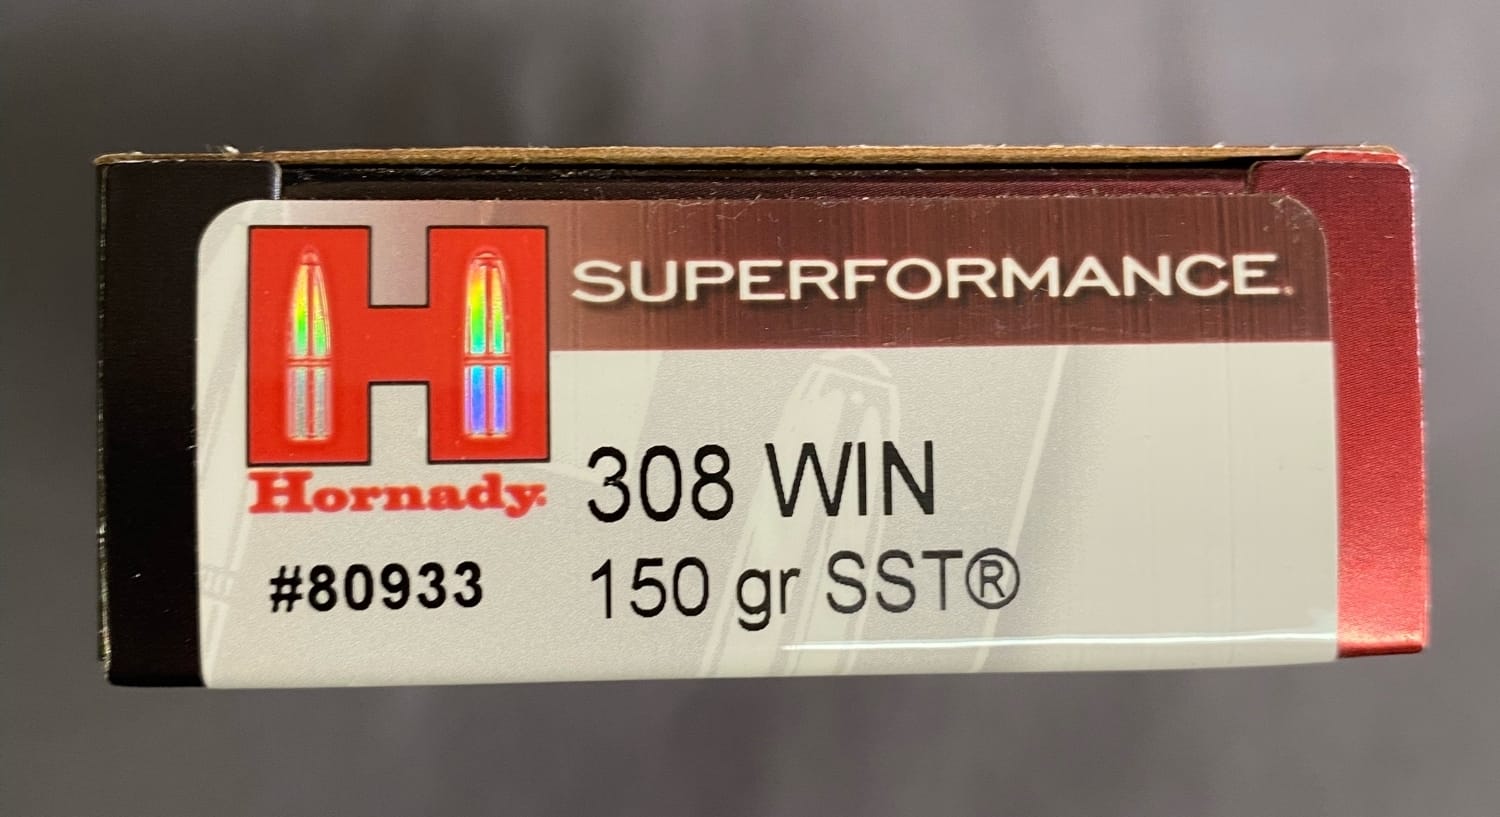 SUPERFORMANCE®
Hornady®
308 WIN
#80933
150 gr SST®